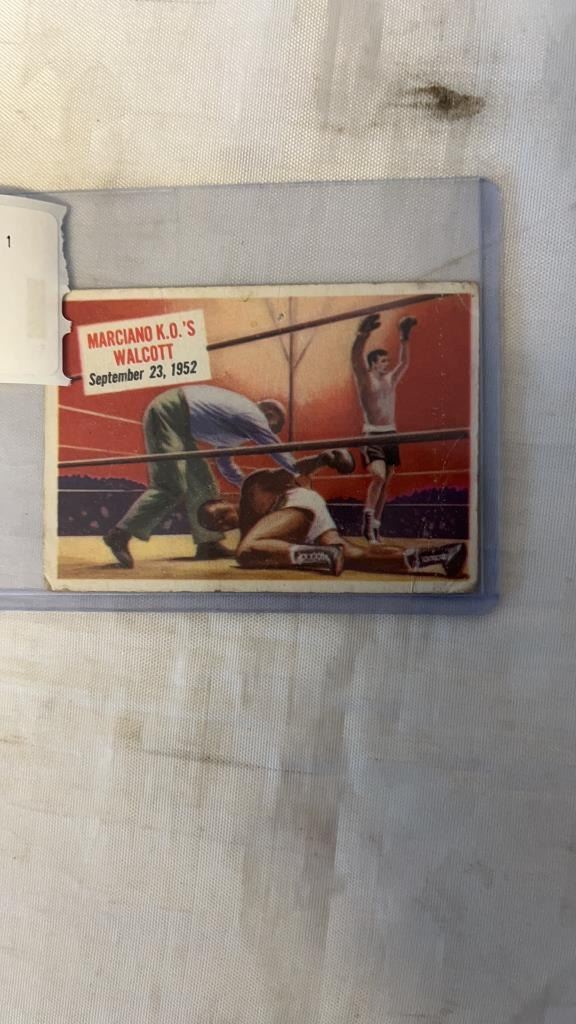 1
MARCIANO K.O.'S
WALCOTT
September 23, 1952